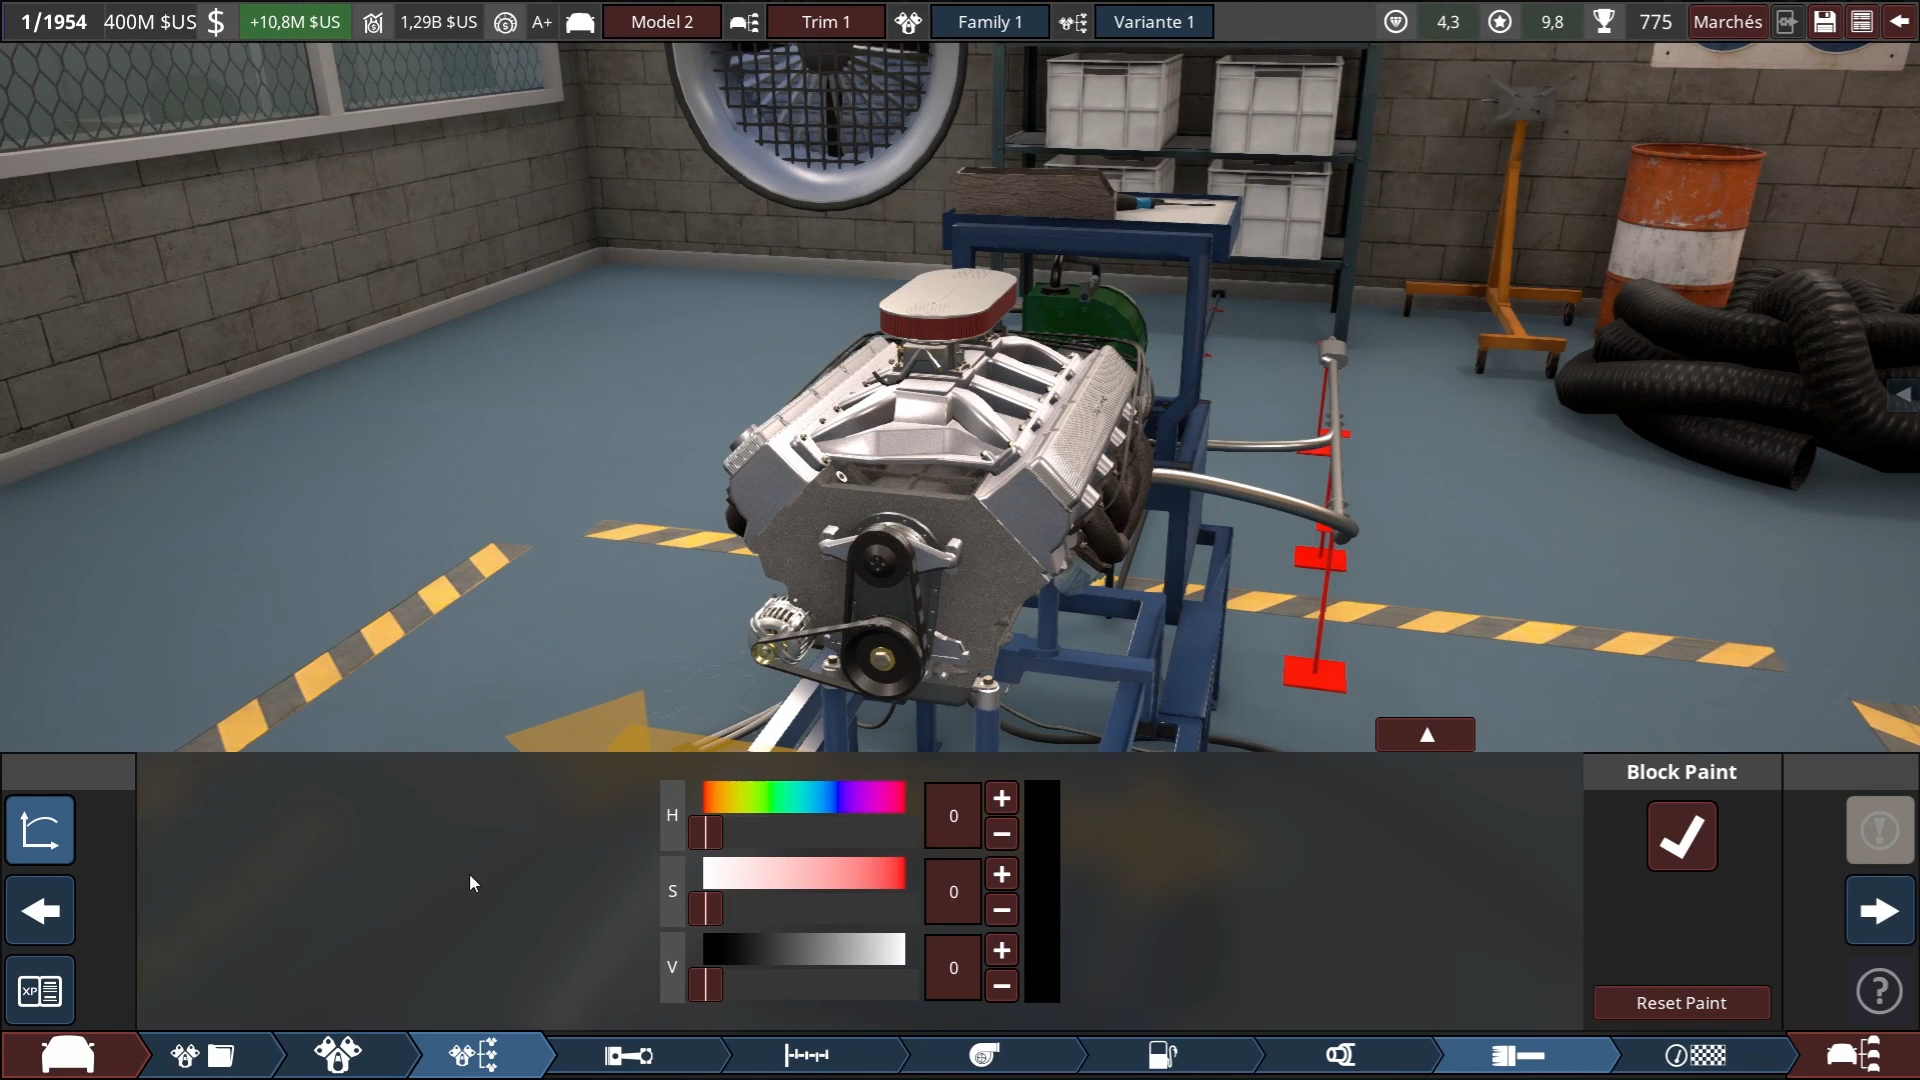 1/1954 400M $US +10,8M $US 1,29B $US A+ Model 2 Trim 1 Family 1 Variante 1 4,3 9,8 775 Marchés
Block Paint
H 0
S 0
V 0
XP
Reset Paint